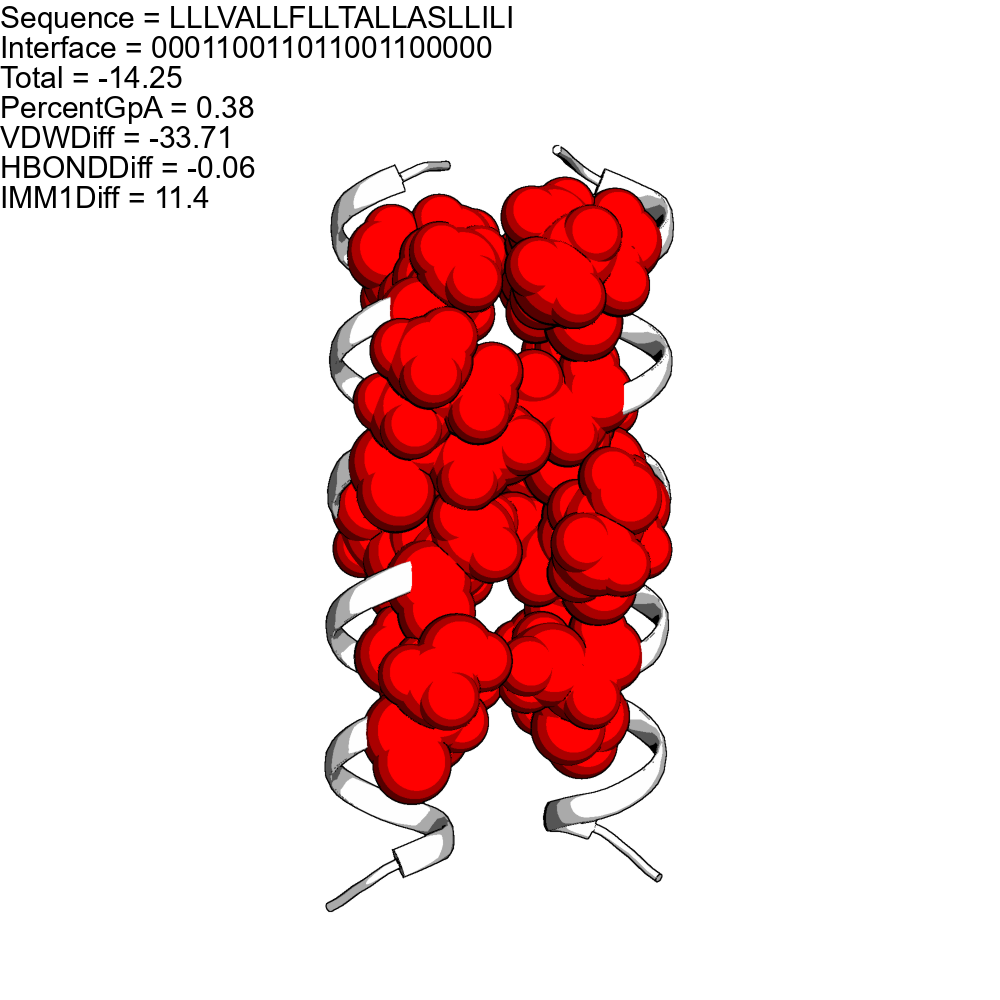 Sequence = LLLVALLFLLTALLASLLILI
Interface = 000110011011001100000
Total = -14.25
PercentGpA = 0.38
VDWDiff = -33.71
HBONDDiff = -0.06
IMM1Diff = 11.4